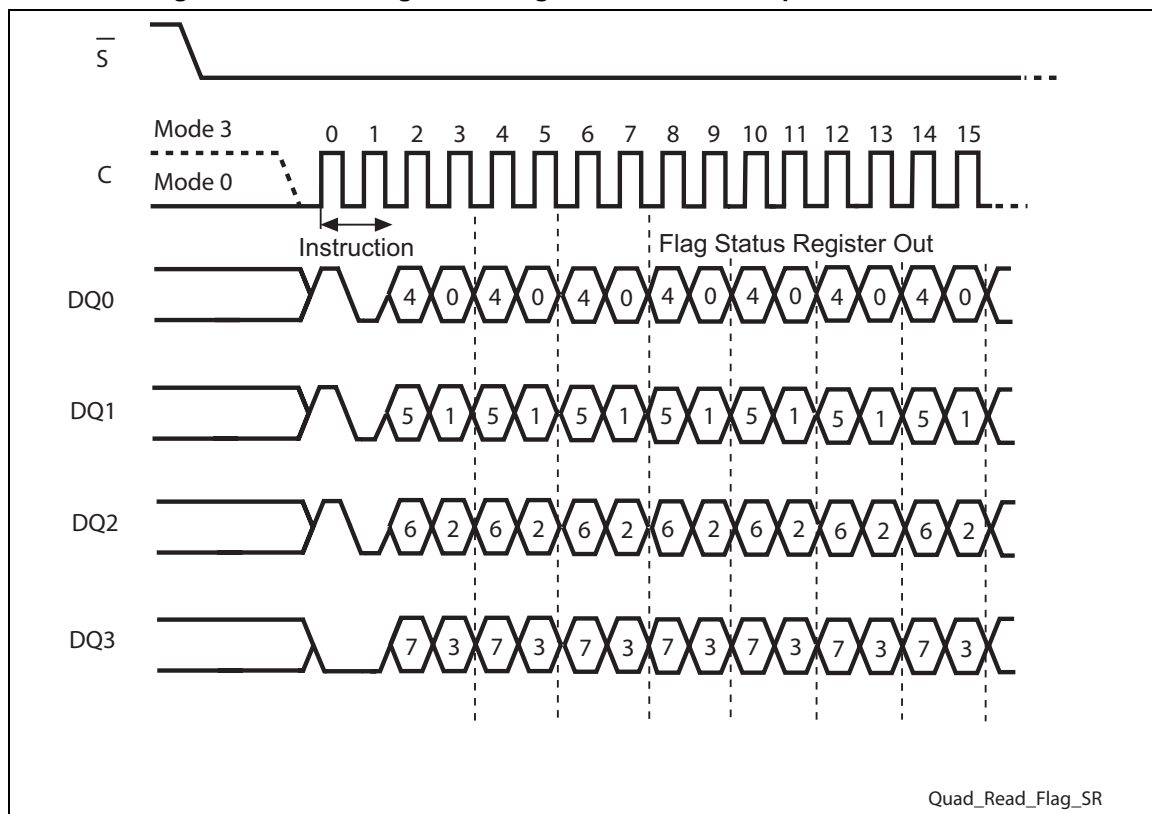 S
Mode 3
0 1 2 3 4 5 6 7 8 9 10 11 12 13 14 15
C
Mode 0
Instruction
Flag Status Register Out
DQ0
4 0 4 0 4 0 4 0 4 0 4 0 4 0
DQ1
5 1 5 1 5 1 5 1 5 1 5 1 5 1
DQ2
6 2 6 2 6 2 6 2 6 2 6 2 6 2
DQ3
7 3 7 3 7 3 7 3 7 3 7 3 7 3
Quad_Read_Flag_SR